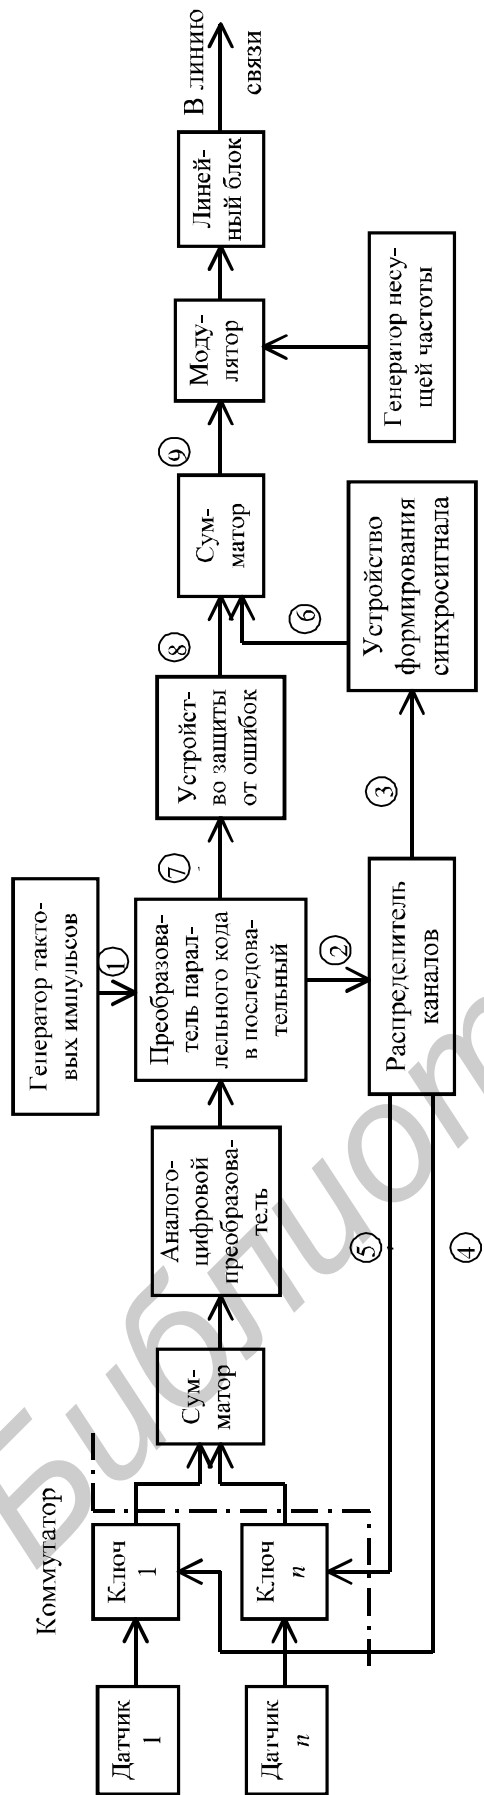 Коммутатор
Датчик
1
Датчик
n
Ключ
1
Ключ
n
Сум-
матор
Аналого-
цифровой
преобразова-
тель
Генератор такто-
вых импульсов
1
Преобразова-
тель парал-
лельного кода
в последова-
тельный
2
Распределитель
каналов
5
4
3
7
Устройст-
во защиты
от ошибок
8
6
Устройство
формирования
синхросигнала
Сум-
матор
9
Моду-
лятор
Генератор несу-
щей частоты
Линей-
ный блок
В линию
связи
Библиот